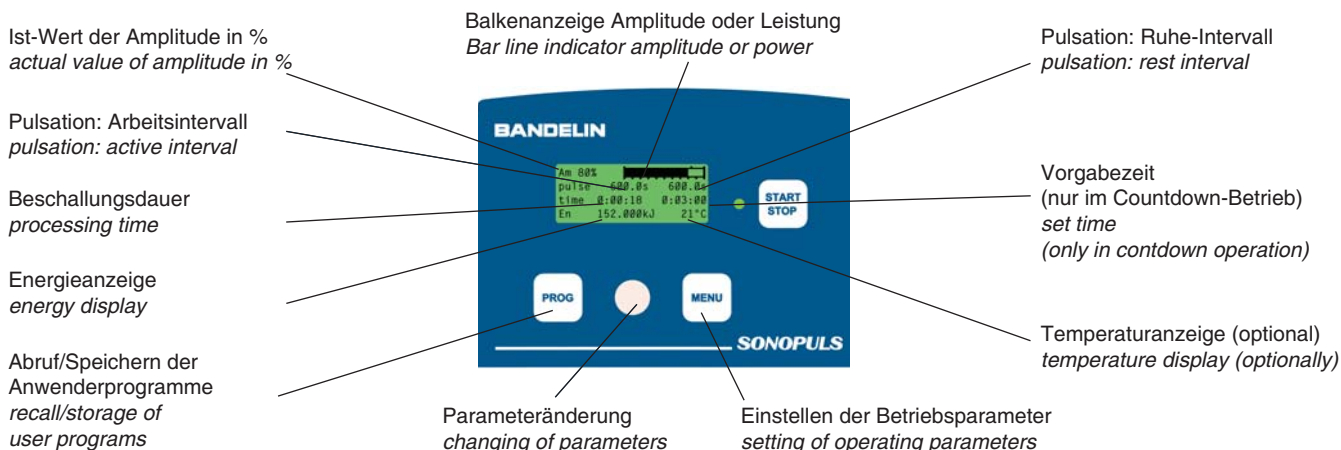 Ist-Wert der Amplitude in %
actual value of amplitude in %
Pulsation: Arbeitsintervall
pulsation: active interval
Beschallungsdauer
processing time
Energieanzeige
energy display
Abruf/Speichern der
Anwenderprogramme
recall/storage of
user programs
Balkenanzeige Amplitude oder Leistung
Bar line indicator amplitude or power
BANDELIN
Am 80%
pulse 600.0s 600.0s
time 0:00:18 0:03:00
En 152.000kJ 21°C
START
STOP
PROG
MENU
SONOPULS
Parameteränderung
changing of parameters
Einstellen der Betriebsparameter
setting of operating parameters
Pulsation: Ruhe-Intervall
pulsation: rest interval
Vorgabezeit
(nur im Countdown-Betrieb)
set time
(only in contdown operation)
Temperaturanzeige (optional)
temperature display (optionally)